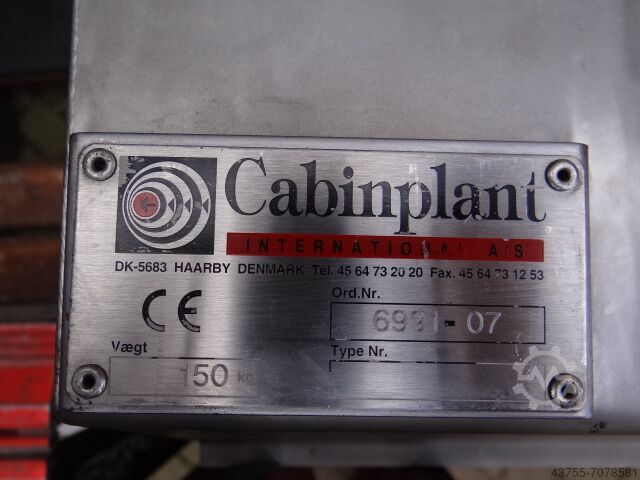 Cabinplant
INTERNATIONAL A/S
DK-5683 HAARBY DENMARK Tel. 45 64 73 20 20 Fax. 45 64 73 12 53
CE
Ord.Nr.
6991-07
Vægt
150 kg
Type Nr.
43755-7078581